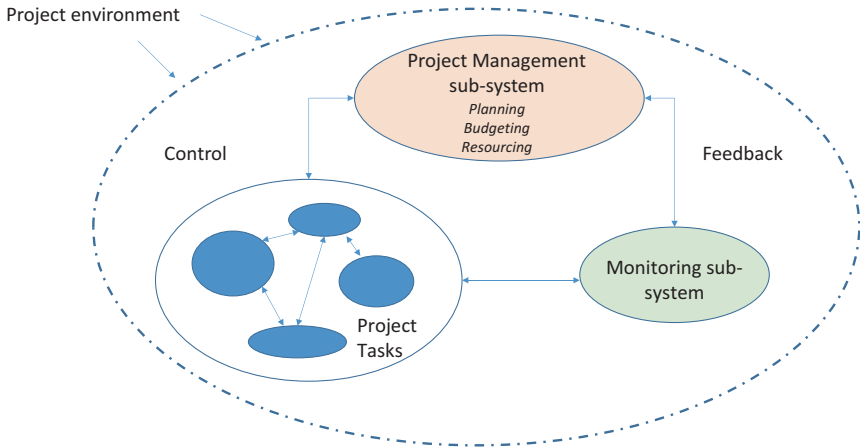 Project environment
Project Management
sub-system
Planning
Budgeting
Resourcing
Control
Feedback
Monitoring sub-
system
Project
Tasks